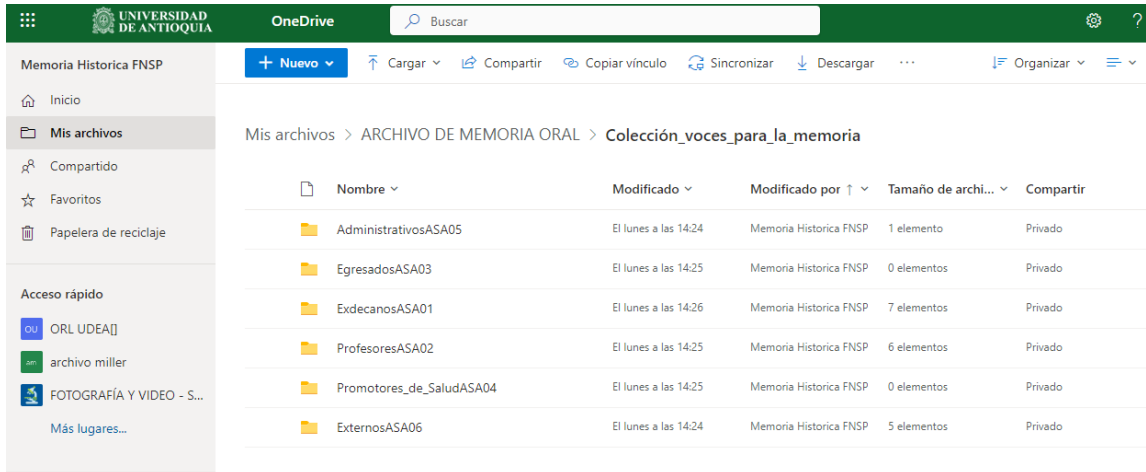 UNIVERSIDAD
DE ANTIOQUIA
OneDrive
Buscar
?
Memoria Historica FNSP
Inicio
Mis archivos
Compartido
Favoritos
Papelera de reciclaje
Acceso rápido
OU ORL UDEA[]
am archivo miller
FOTOGRAFÍA Y VIDEO - S...
Más lugares...
+ Nuevo Cargar Compartir Copiar vínculo Sincronizar Descargar ... Organizar
Mis archivos > ARCHIVO DE MEMORIA ORAL > Colección_voces_para_la_memoria
Nombre Modificado Modificado por ↑ Tamaño de archi... Compartir
AdministrativosASA05 El lunes a las 14:24 Memoria Historica FNSP 1 elemento Privado
EgresadosASA03 El lunes a las 14:25 Memoria Historica FNSP 0 elementos Privado
ExdecanosASA01 El lunes a las 14:26 Memoria Historica FNSP 7 elementos Privado
ProfesoresASA02 El lunes a las 14:25 Memoria Historica FNSP 6 elementos Privado
Promotores_de_SaludASA04 El lunes a las 14:25 Memoria Historica FNSP 0 elementos Privado
ExternosASA06 El lunes a las 14:24 Memoria Historica FNSP 5 elementos Privado